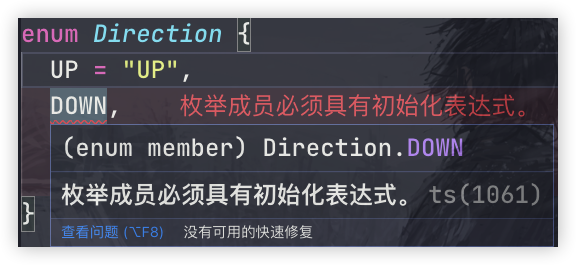 enum Direction {
UP = "UP",
DOWN, 枚举成员必须具有初始化表达式。
(enum member) Direction.DOWN
枚举成员必须具有初始化表达式。 ts(1061)
查看问题 (⌥F8) 没有可用的快速修复
}